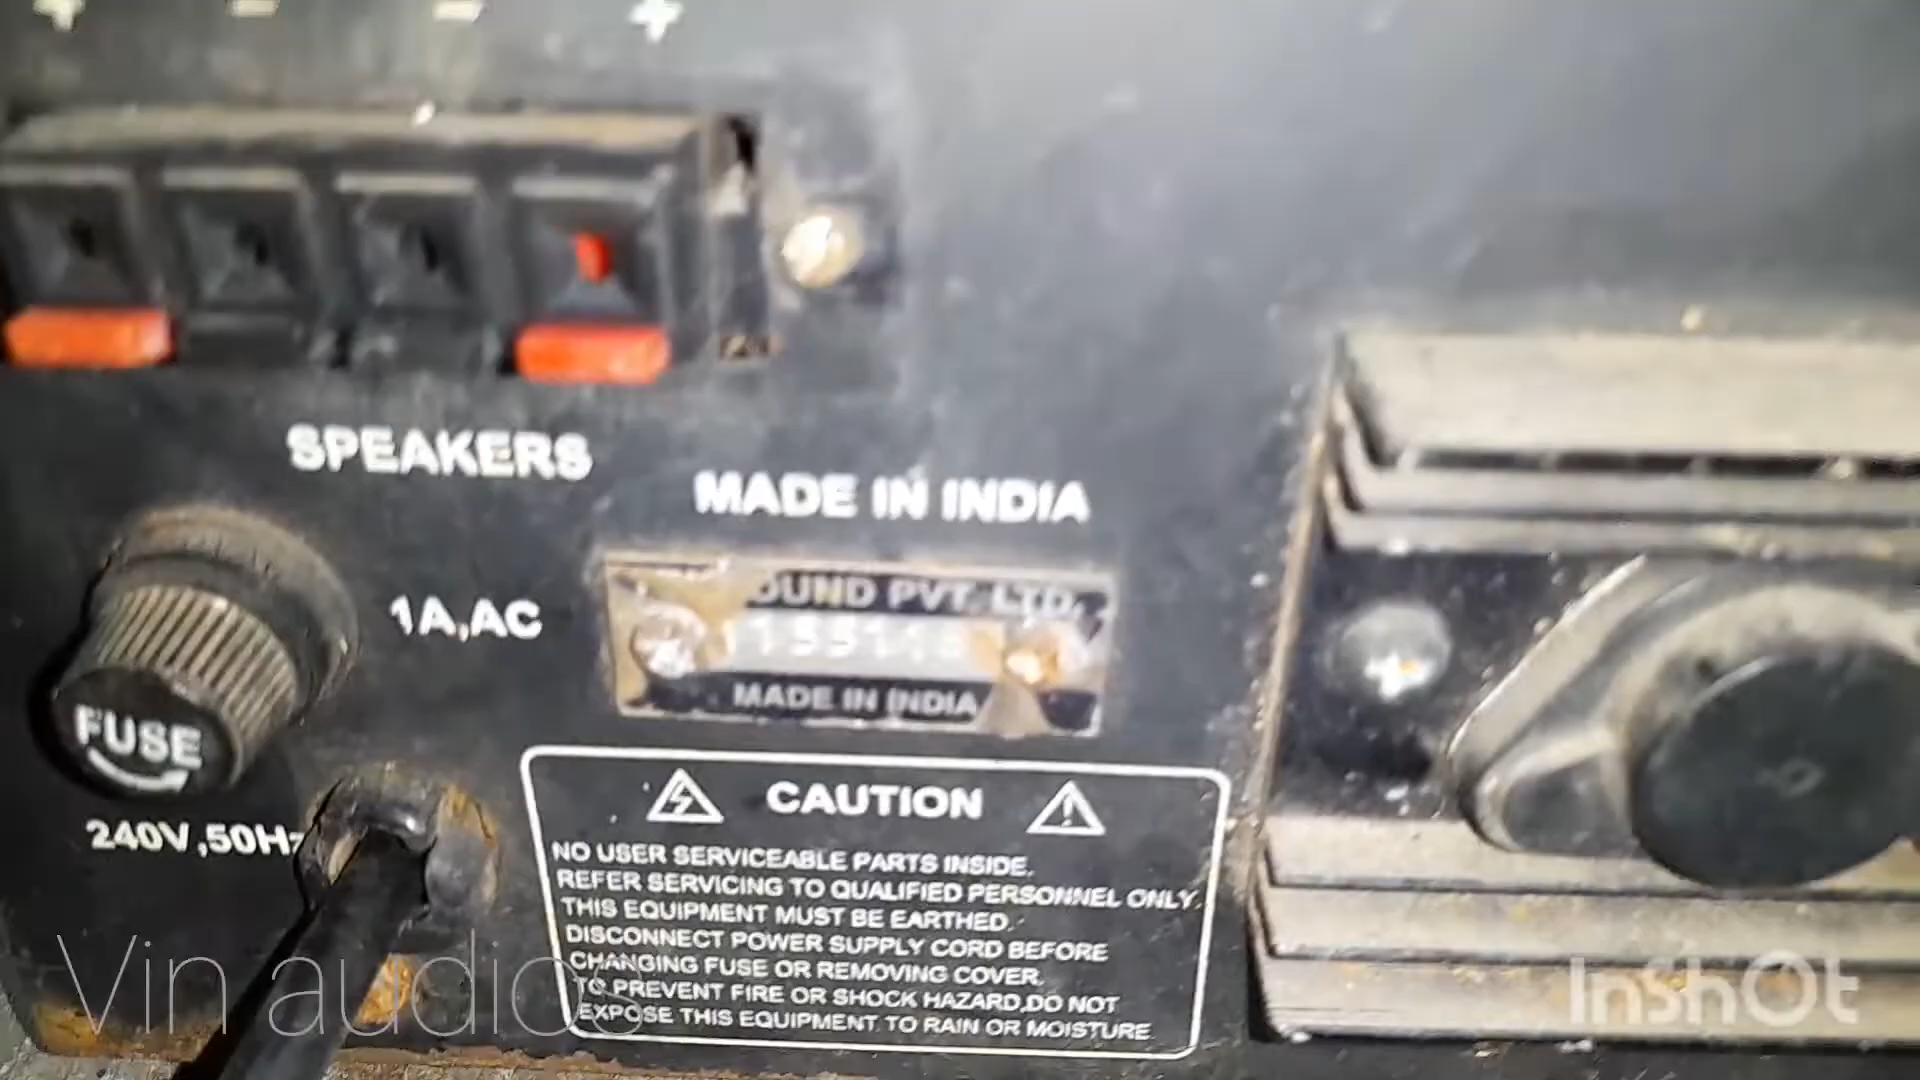 + - - +
SPEAKERS
MADE IN INDIA
1A,AC
OUND PVT. LTD.
MADE IN INDIA
FUSE
240V,50Hz
CAUTION
NO USER SERVICEABLE PARTS INSIDE.
REFER SERVICING TO QUALIFIED PERSONNEL ONLY.
THIS EQUIPMENT MUST BE EARTHED.
DISCONNECT POWER SUPPLY CORD BEFORE
CHANGING FUSE OR REMOVING COVER.
TO PREVENT FIRE OR SHOCK HAZARD,DO NOT
EXPOSE THIS EQUIPMENT TO RAIN OR MOISTURE
Vin audios
InShOt